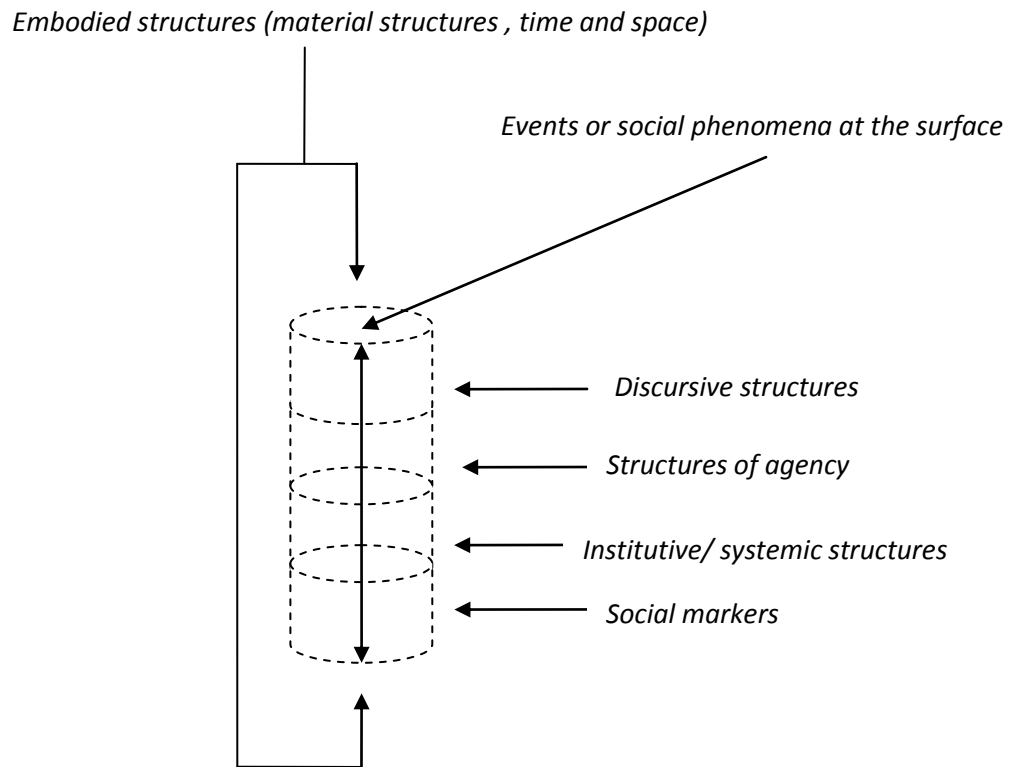 Embodied structures (material structures , time and space)
Events or social phenomena at the surface
Discursive structures
Structures of agency
Institutive/ systemic structures
Social markers